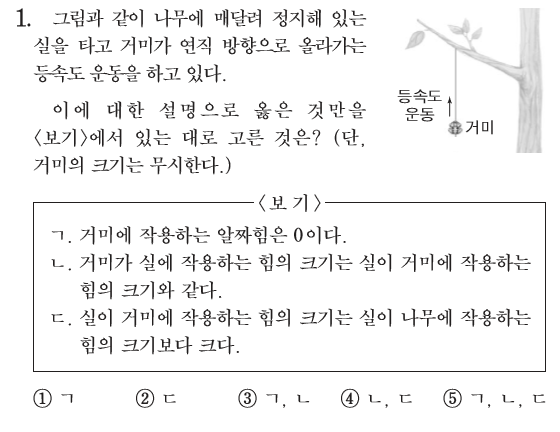 1. 그림과 같이 나무에 매달려 정지해 있는
실을 타고 거미가 연직 방향으로 올라가는
등속도 운동을 하고 있다.
등속도
운동
거미
이에 대한 설명으로 옳은 것만을
<보기>에서 있는 대로 고른 것은? (단,
거미의 크기는 무시한다.)
<보 기>
ㄱ. 거미에 작용하는 알짜힘은 0이다.
ㄴ. 거미가 실에 작용하는 힘의 크기는 실이 거미에 작용하는
힘의 크기와 같다.
ㄷ. 실이 거미에 작용하는 힘의 크기는 실이 나무에 작용하는
힘의 크기보다 크다.
① ㄱ ② ㄷ ③ ㄱ, ㄴ ④ ㄴ, ㄷ ⑤ ㄱ, ㄴ, ㄷ